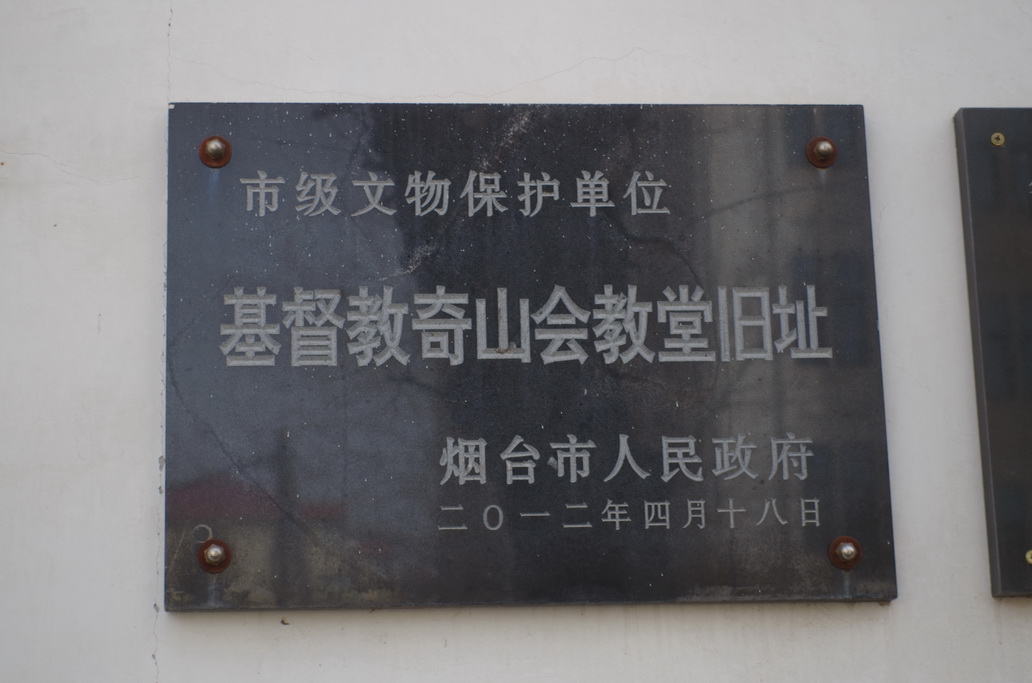 市级文物保护单位
基督教奇山会教堂旧址
烟台市人民政府
二〇一二年四月十八日